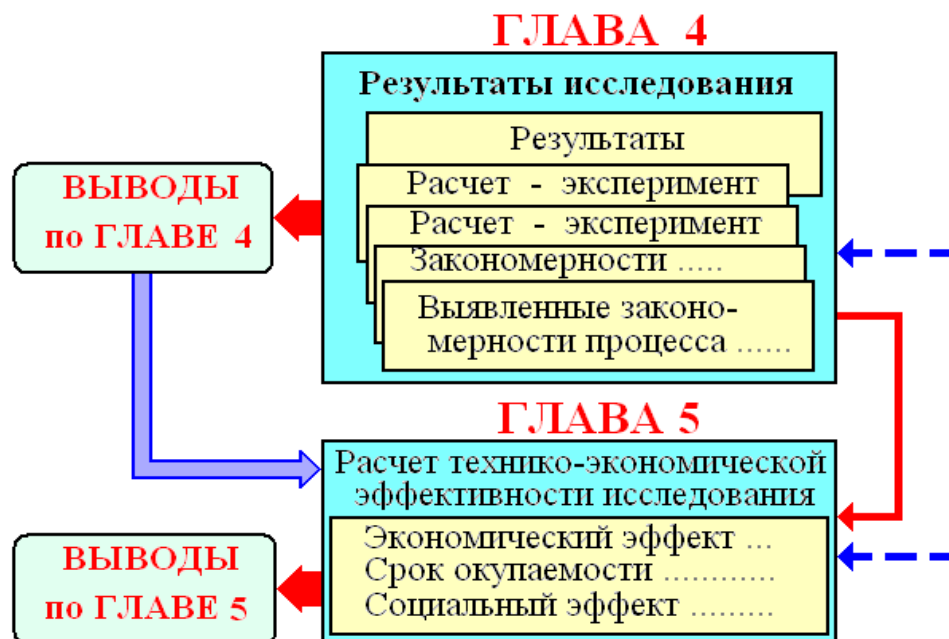 ГЛАВА 4
Результаты исследования
Результаты
Расчет - эксперимент
Расчет - эксперимент
Закономерности .....
Выявленные законо-
мерности процесса ......
ВЫВОДЫ
по ГЛАВЕ 4
ГЛАВА 5
Расчет технико-экономической
эффективности исследования
Экономический эффект ...
Срок окупаемости ............
Социальный эффект .........
ВЫВОДЫ
по ГЛАВЕ 5